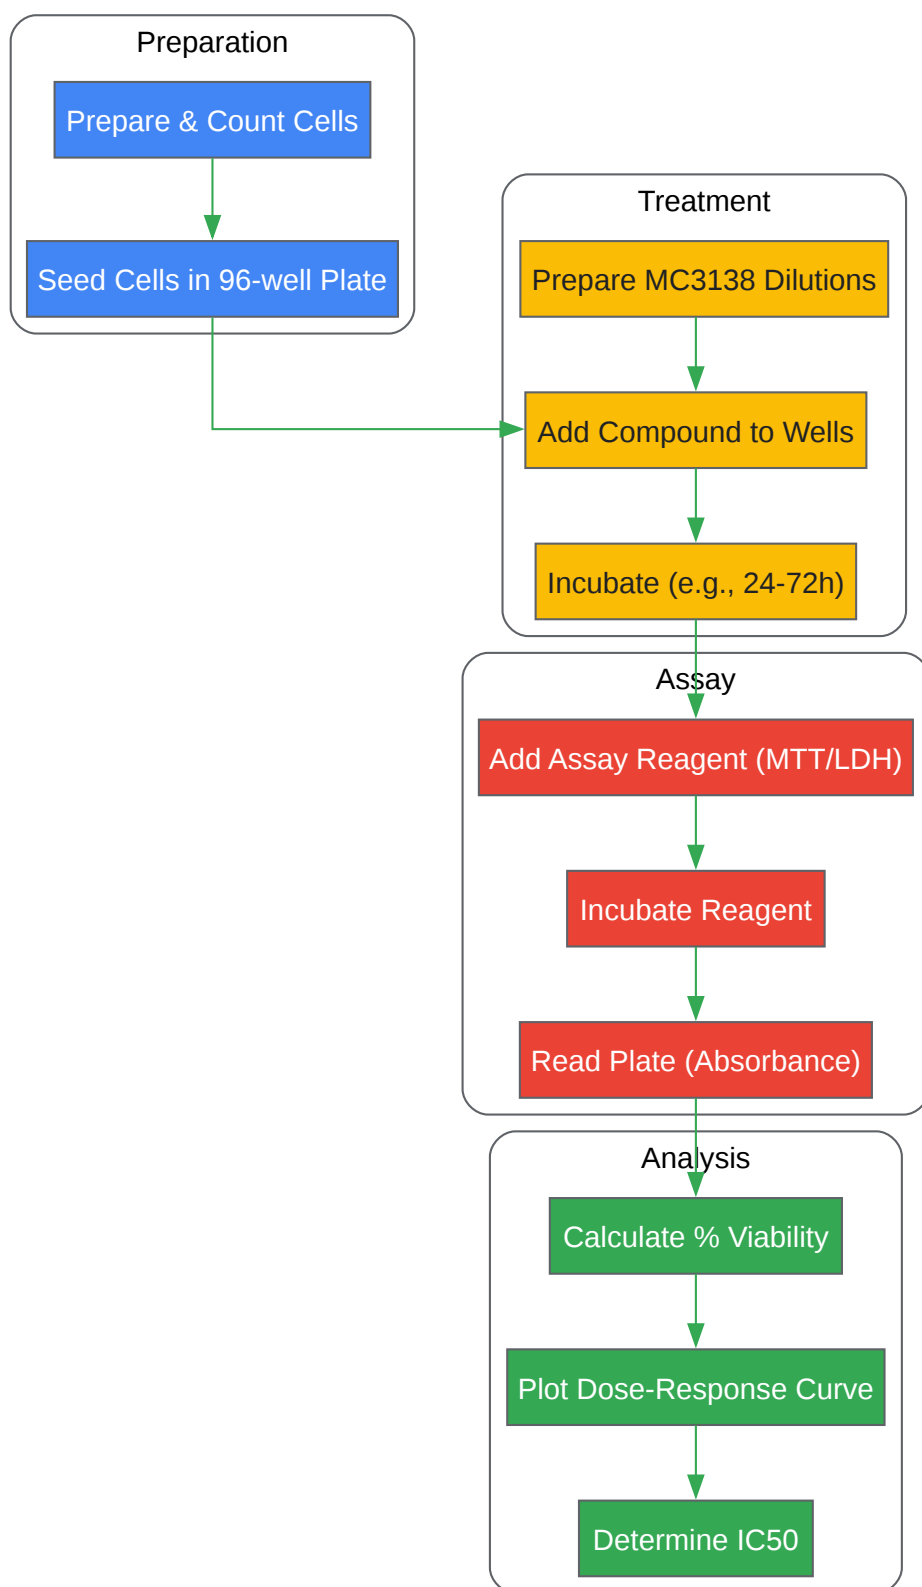 Preparation
Prepare & Count Cells
Seed Cells in 96-well Plate
Treatment
Prepare MC3138 Dilutions
Add Compound to Wells
Incubate (e.g., 24-72h)
Assay
Add Assay Reagent (MTT/LDH)
Incubate Reagent
Read Plate (Absorbance)
Analysis
Calculate % Viability
Plot Dose-Response Curve
Determine IC50